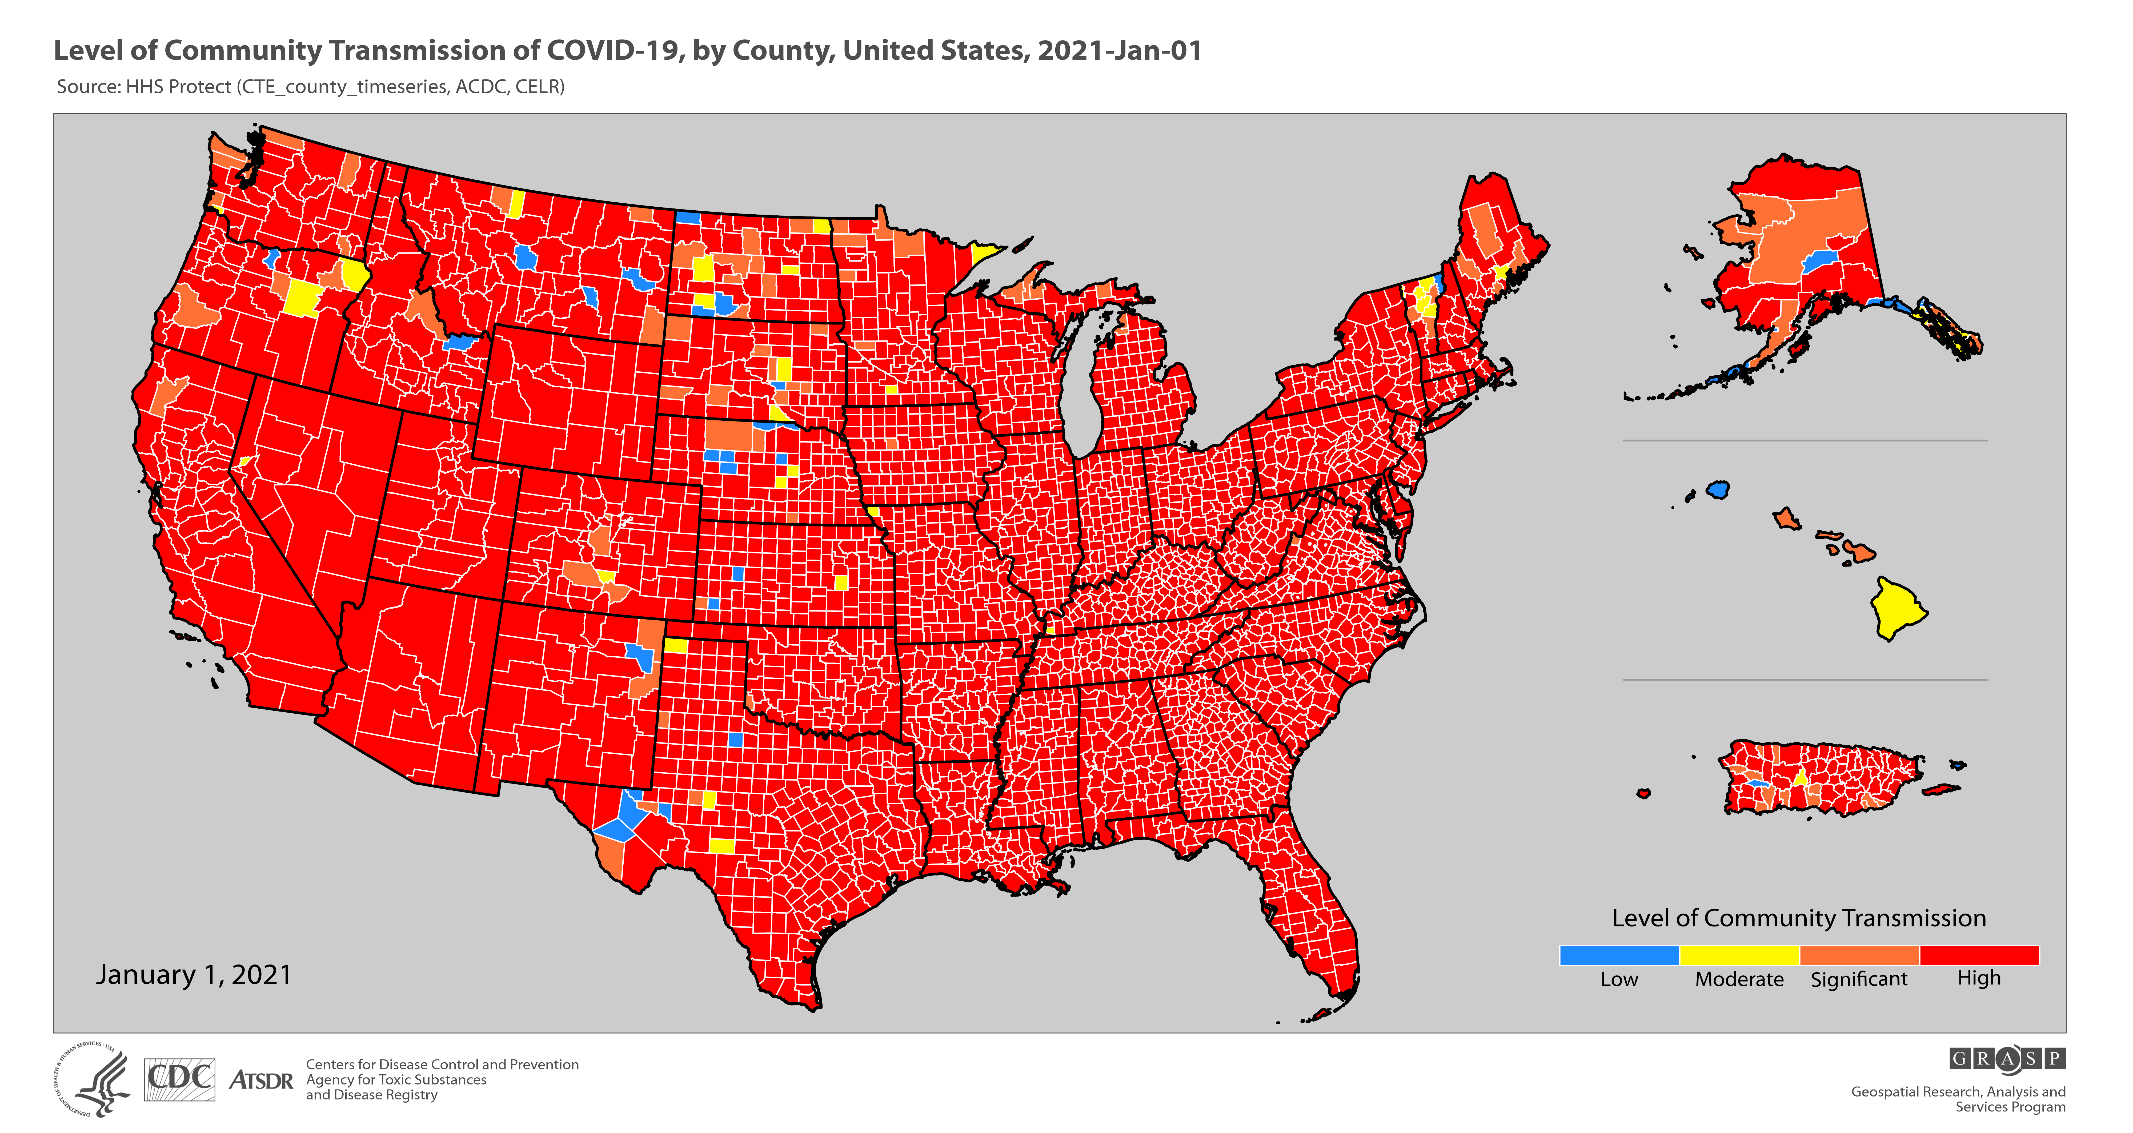 Level of Community Transmission of COVID-19, by County, United States, 2021-Jan-01
Source: HHS Protect (CTE_county_timeseries, ACDC, CELR)
January 1, 2021
Level of Community Transmission
Low Moderate Significant High
CDC
ATSDR
Centers for Disease Control and Prevention
Agency for Toxic Substances
and Disease Registry
GRASP
Geospatial Research, Analysis and
Services Program